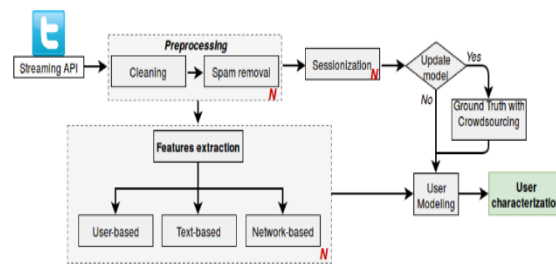 Streaming API
Preprocessing
Cleaning
Spam removal
N
Sessionization
N
Update
model
Yes
No
Ground Truth with
Crowdsourcing
Features extraction
User-based
Text-based
Network-based
N
User
Modeling
User
characterizatio